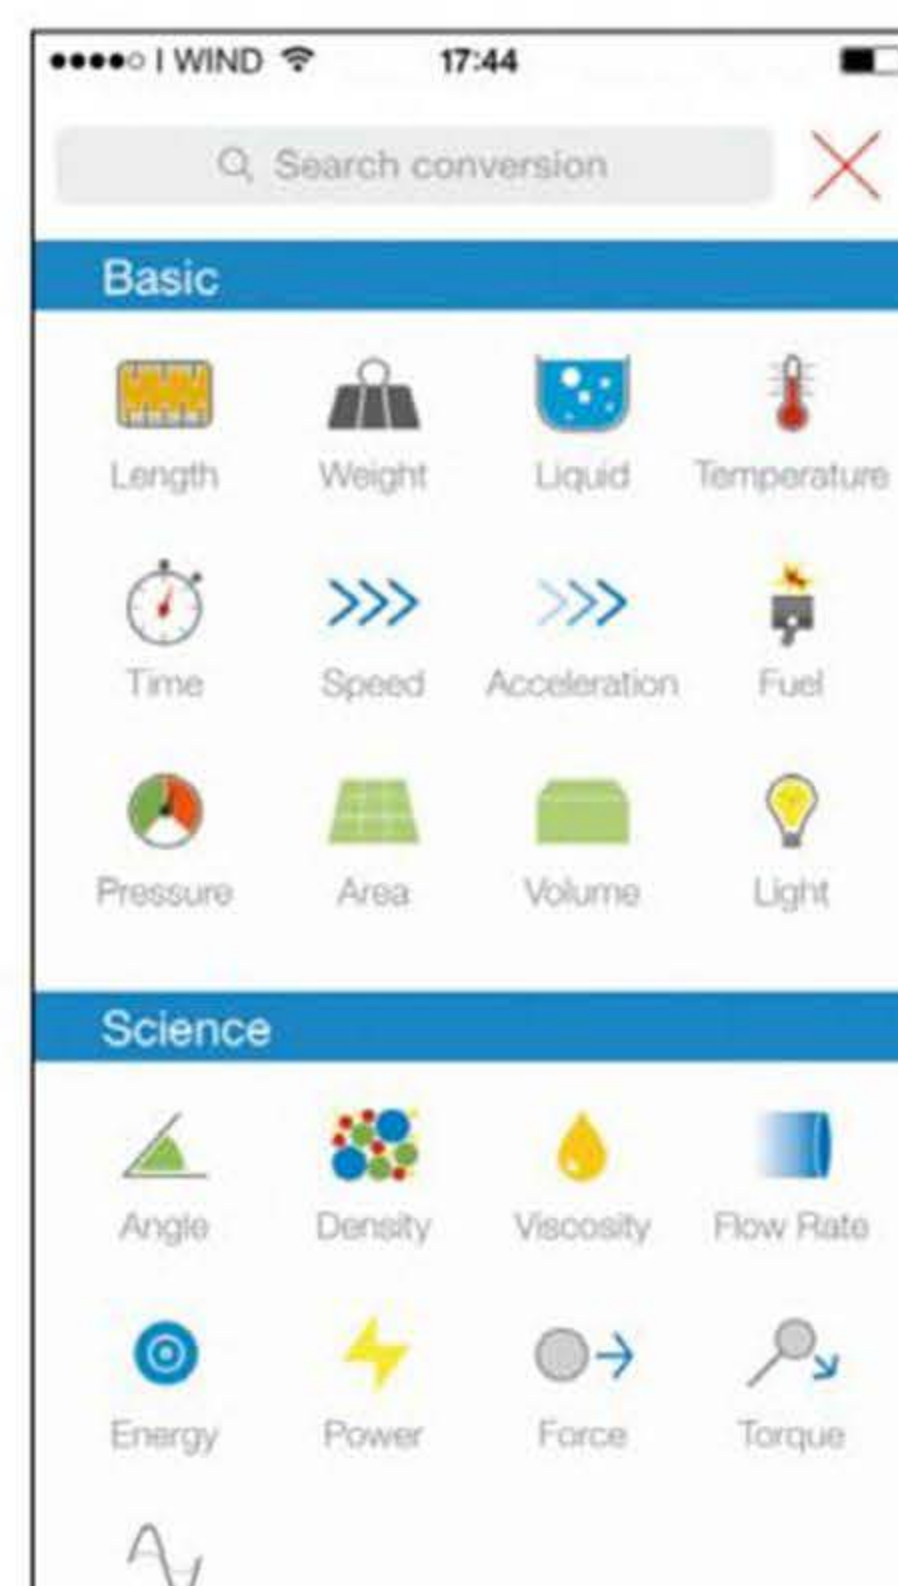 I WIND 17:44
Search conversion
Basic
Length Weight Liquid Temperature
Time Speed Acceleration Fuel
Pressure Area Volume Light
Science
Angle Density Viscosity Flow Rate
Energy Power Force Torque